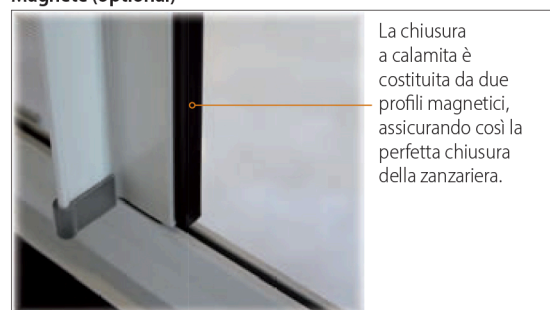 Magnete (optional)
La chiusura
a calamita è
costituita da due
profili magnetici,
assicurando così la
perfetta chiusura
della zanzariera.